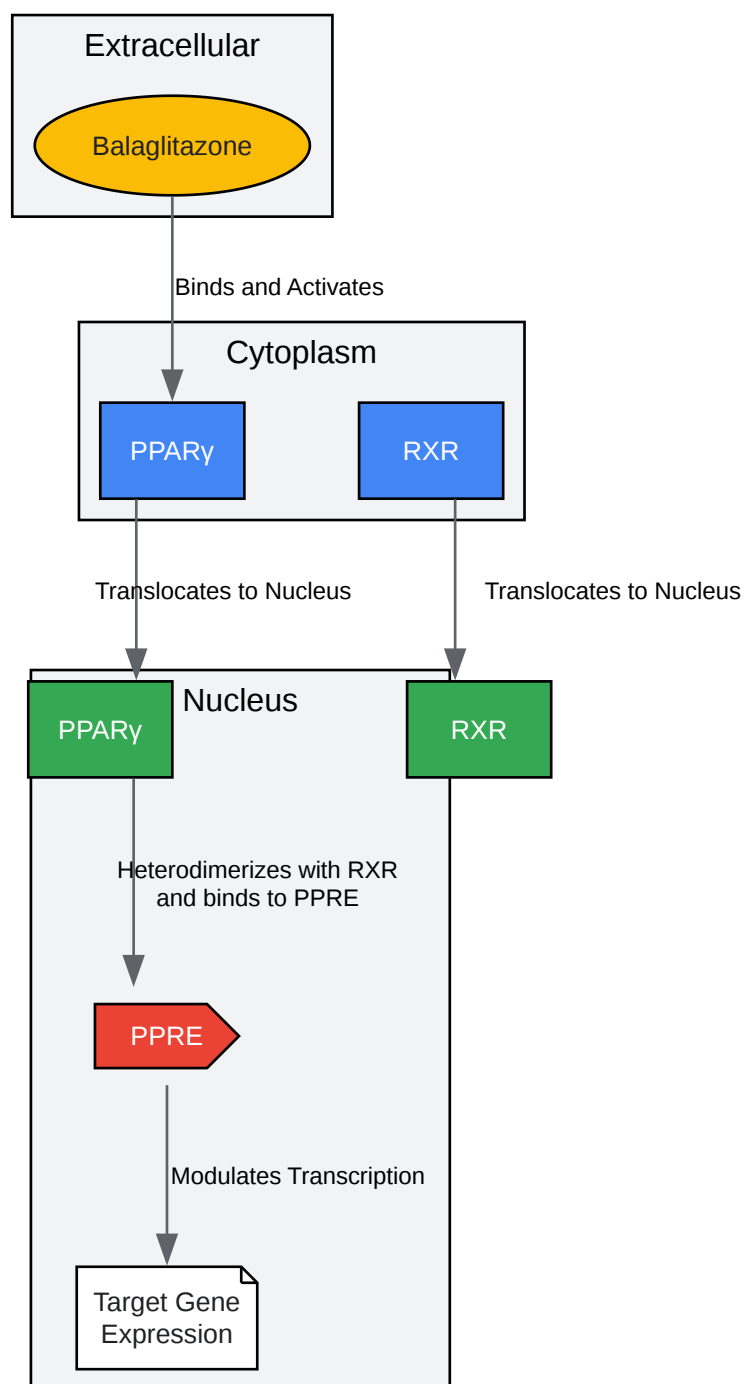 Extracellular
Balaglitazone
Binds and Activates
Cytoplasm
PPARγ
RXR
Translocates to Nucleus
Translocates to Nucleus
Nucleus
PPARγ
RXR
Heterodimerizes with RXR
and binds to PPRE
PPRE
Modulates Transcription
Target Gene
Expression